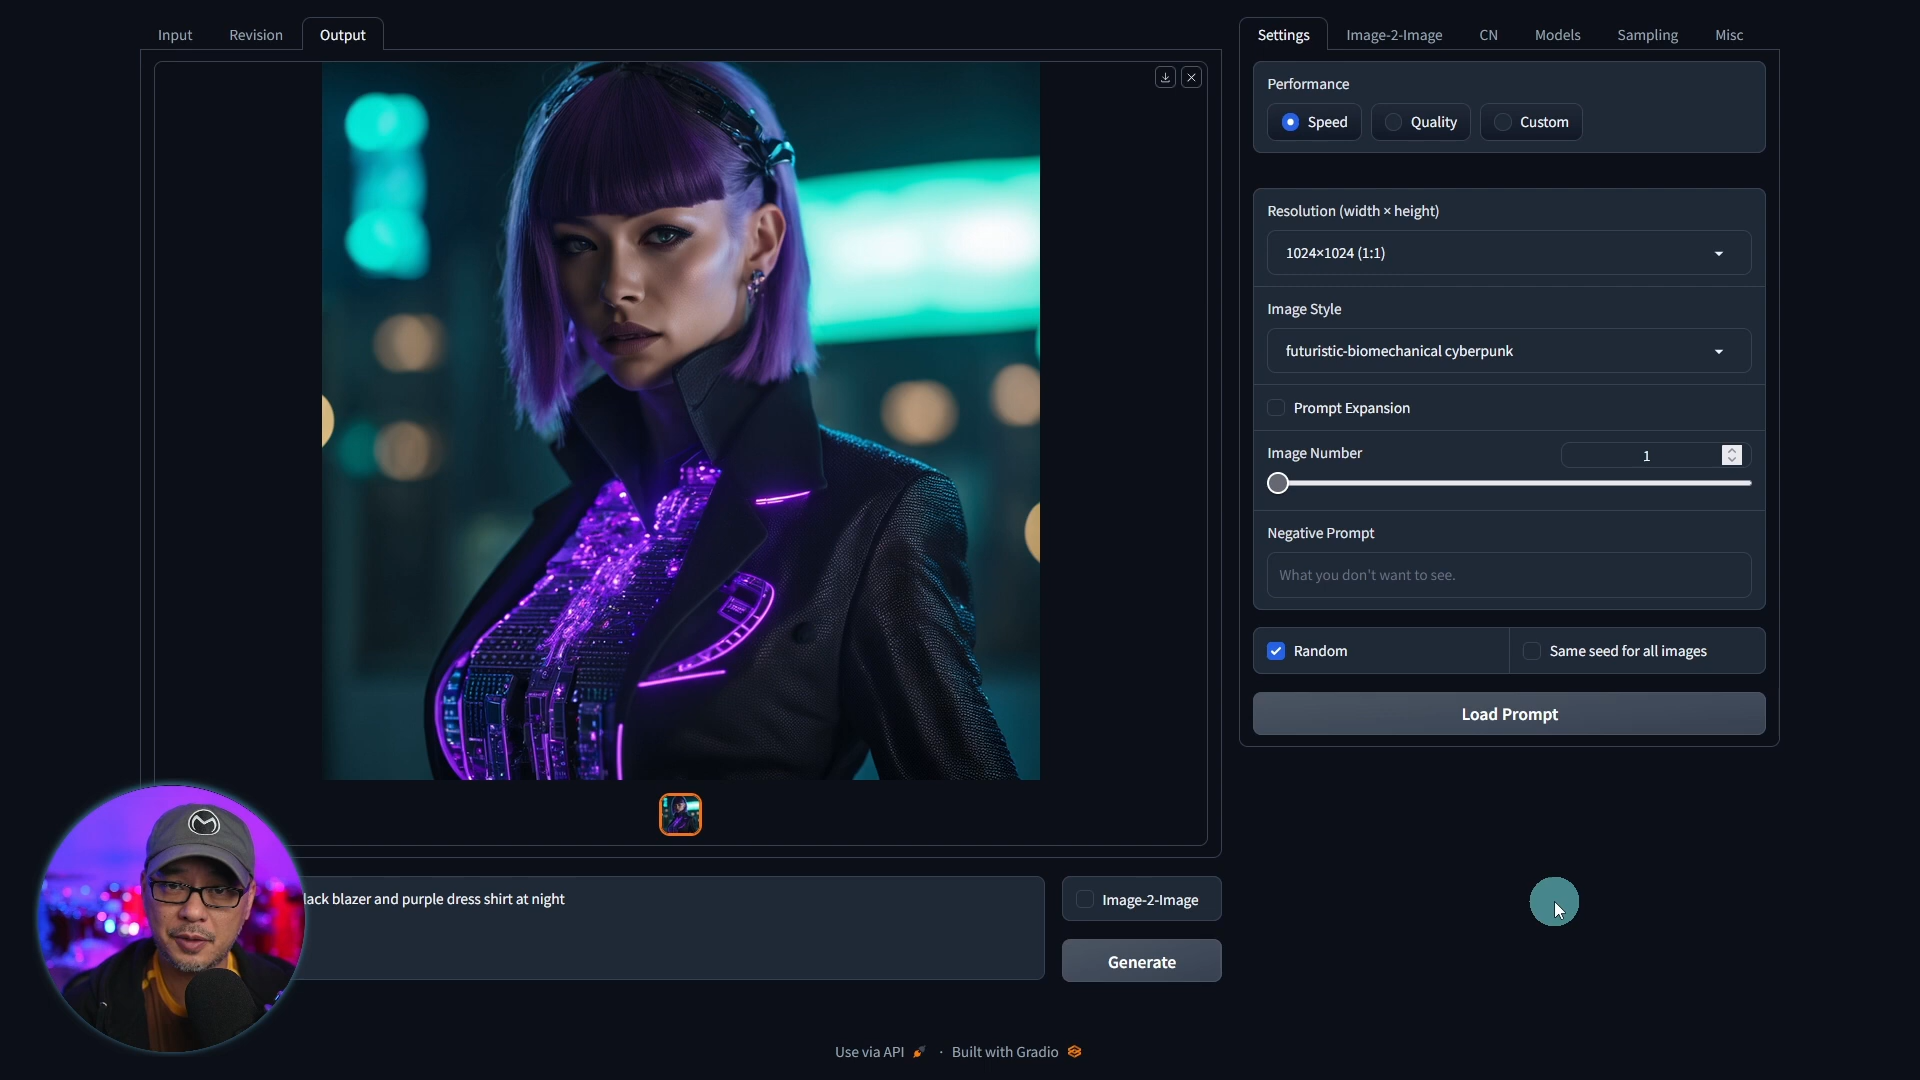 Input Revision Output
Settings Image-2-Image CN Models Sampling Misc
Performance
Speed Quality Custom
Resolution (width × height)
1024×1024 (1:1)
Image Style
futuristic-biomechanical cyberpunk
Prompt Expansion
Image Number 1
Negative Prompt
What you don't want to see.
Random Same seed for all images
Load Prompt
blazer and purple dress shirt at night
Image-2-Image
Generate
Use via API · Built with Gradio